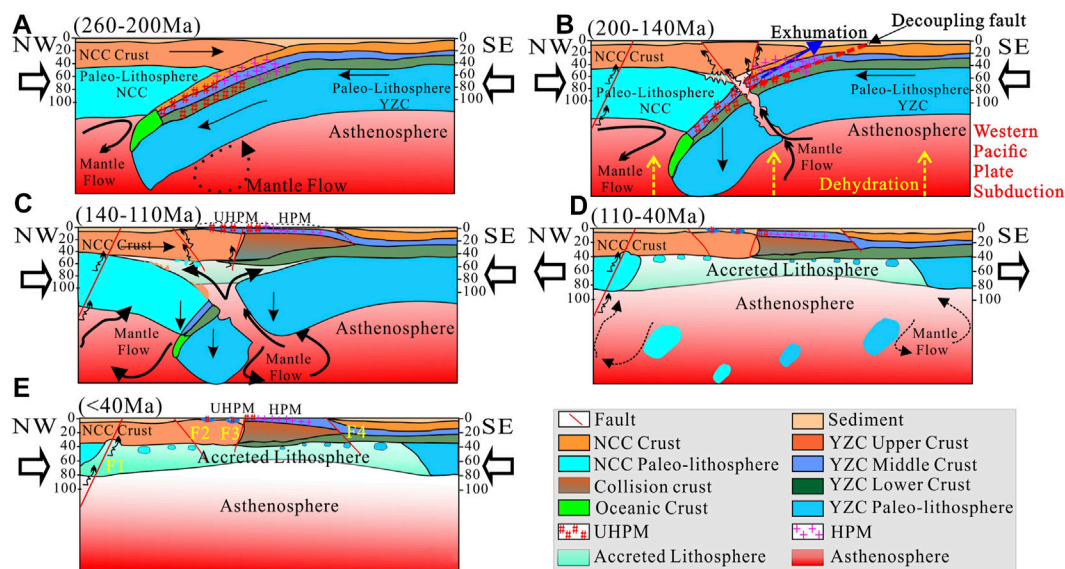 A (260-200Ma)
NW SE
0 0
20 20
40 40
60 60
80 80
100 100
NCC Crust
Paleo-Lithosphere
NCC
Paleo-Lithosphere
YZC
Asthenosphere
Mantle
Flow
Mantle Flow
B (200-140Ma)
Decoupling fault
Exhumation
NW SE
0 0
20 20
40 40
60 60
80 80
100 100
NCC Crust
Paleo-Lithosphere
NCC
Paleo-Lithosphere
YZC
Asthenosphere
Mantle
Flow
Mantle
Flow
Dehydration
Western
Pacific
Plate
Subduction
C (140-110Ma)
UHPM HPM
NW SE
0 0
20 20
40 40
60 60
80 80
100 100
NCC Crust
Asthenosphere
Mantle
Flow
Mantle
Flow
D (110-40Ma)
NW SE
0 0
20 20
40 40
60 60
80 80
100 100
NCC Crust
Accreted Lithosphere
Asthenosphere
Mantle
Flow
E (<40Ma)
UHPM HPM
NW SE
0 0
20 20
40 40
60 60
80 80
100 100
NCC Crust
F2 F3 F4
F1
Accreted Lithosphere
Asthenosphere
Fault
NCC Crust
NCC Paleo-lithosphere
Collision crust
Oceanic Crust
UHPM
Accreted Lithosphere
Sediment
YZC Upper Crust
YZC Middle Crust
YZC Lower Crust
YZC Paleo-lithosphere
HPM
Asthenosphere